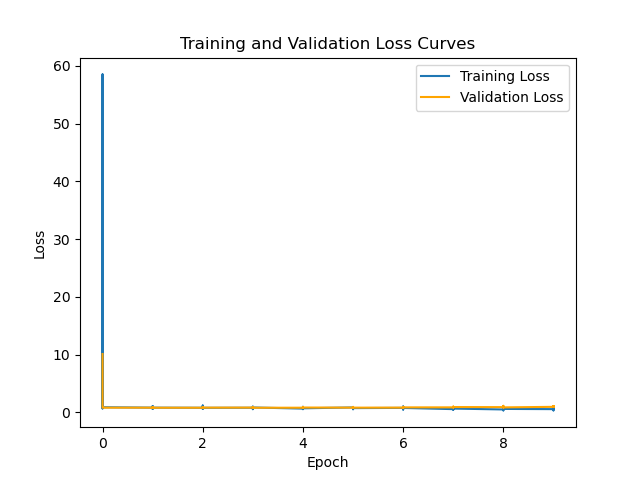 Training and Validation Loss Curves
Training Loss
Validation Loss
60
50
40
30
20
10
0
Loss
0 2 4 6 8
Epoch